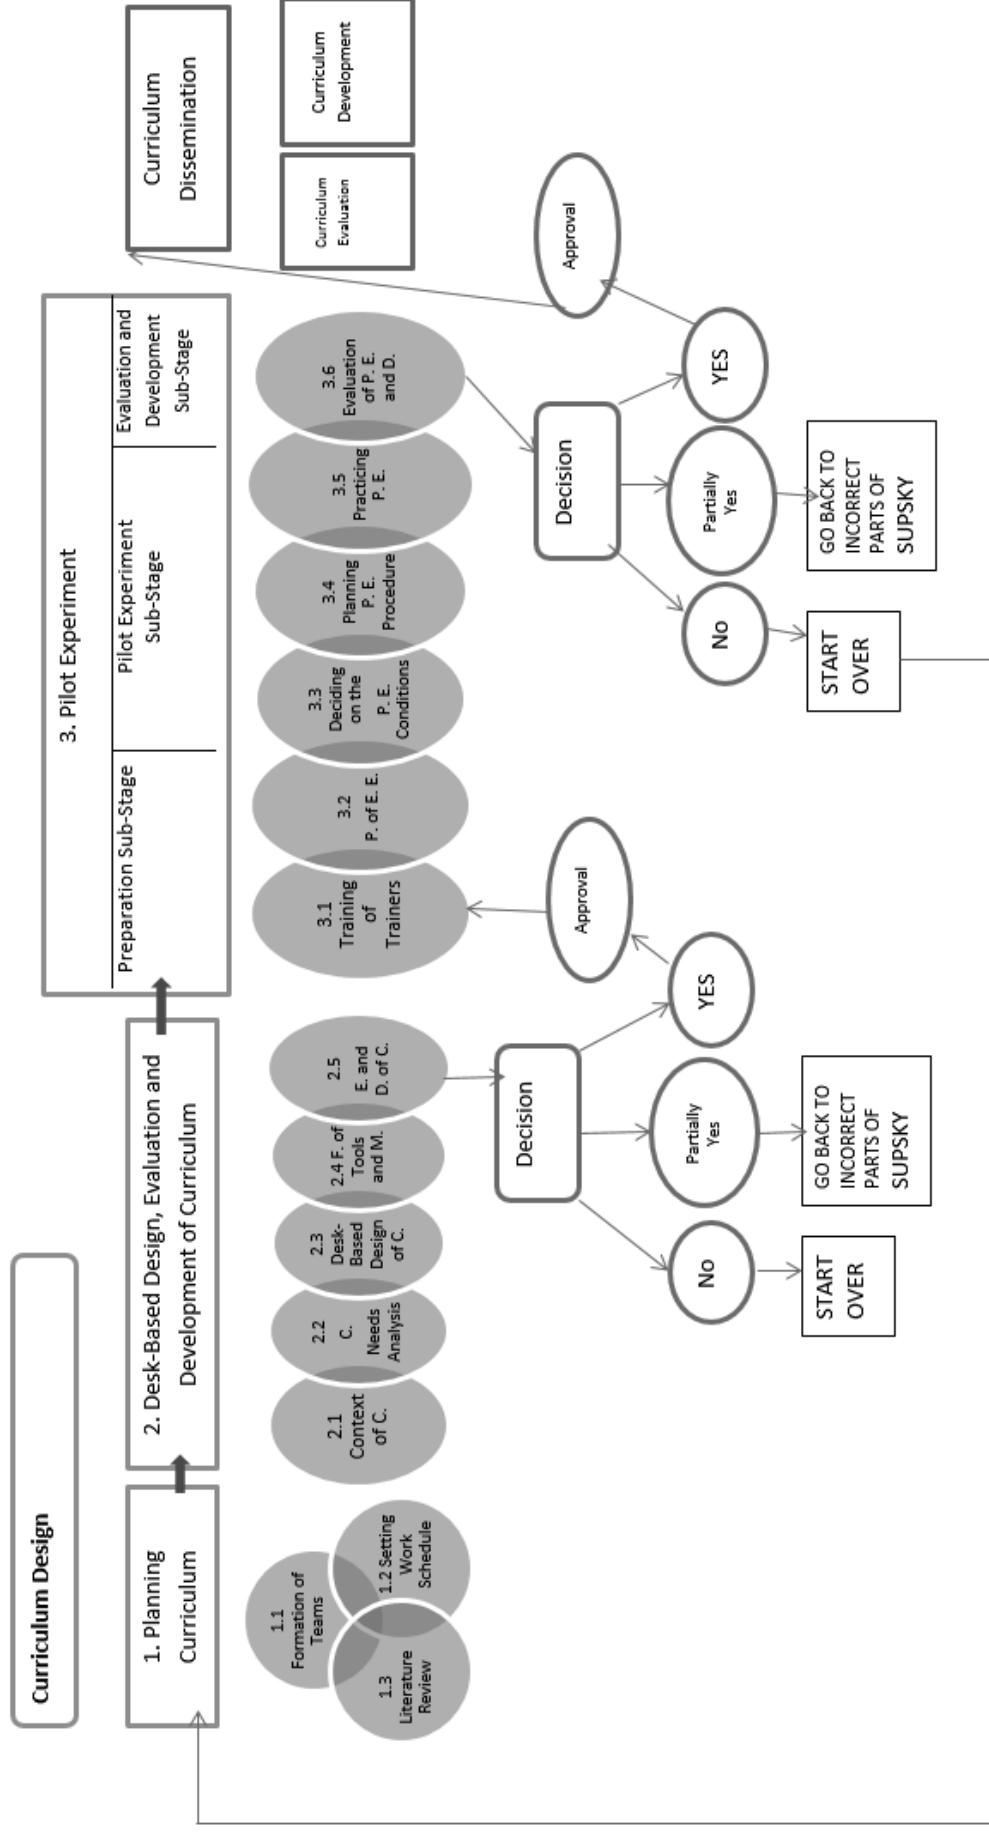 Curriculum Design
1. Planning
Curriculum
2. Desk-Based Design, Evaluation and
Development of Curriculum
3. Pilot Experiment
Preparation Sub-Stage
Pilot Experiment
Sub-Stage
Evaluation and
Development
Sub-Stage
Curriculum
Dissemination
Curriculum
Evaluation
Curriculum
Development
1.1
Formation of
Teams
1.2 Setting
Work
Schedule
1.3
Literature
Review
2.1
Context
of C.
2.2
C.
Needs
Analysis
2.3
Desk-
Based
Design
of C.
2.4 F. of
Tools
and M.
2.5
E. and
D. of C.
3.1
Training
of
Trainers
3.2
P. of E. E.
3.3
Deciding
on the
P. E.
Conditions
3.4
Planning
P. E.
Procedure
3.5
Practicing
P. E.
3.6
Evaluation
of P. E.
and D.
Decision
No
Partially
Yes
YES
Approval
START
OVER
GO BACK TO
INCORRECT
PARTS OF
SUPSKY
Decision
No
Partially
Yes
YES
Approval
START
OVER
GO BACK TO
INCORRECT
PARTS OF
SUPSKY